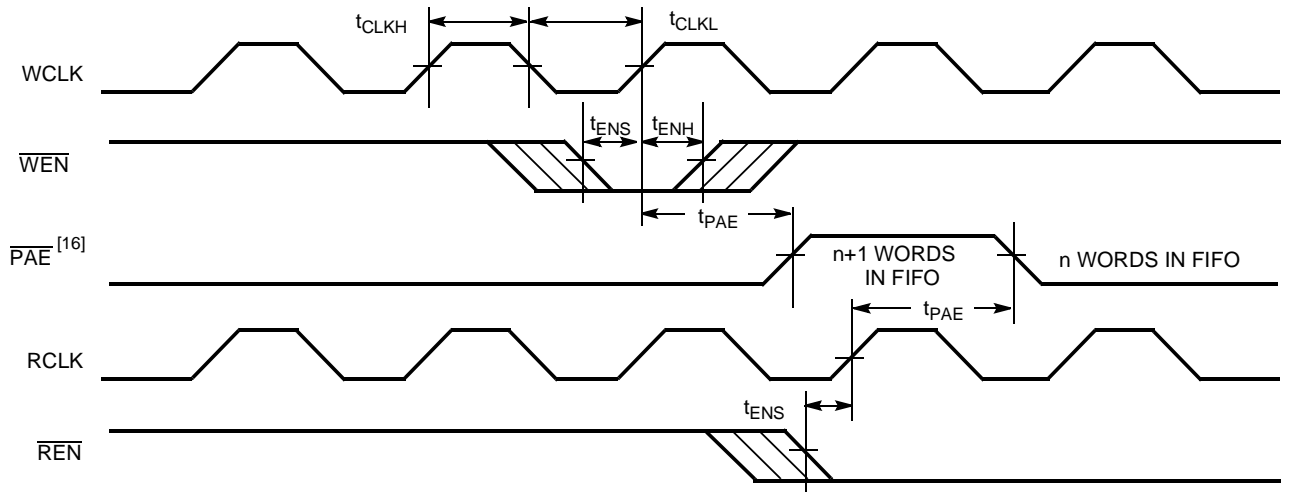 tCLKH
tCLKL
WCLK
tENS
tENH
WEN
tPAE
PAE [16]
n+1 WORDS
IN FIFO
n WORDS IN FIFO
tPAE
RCLK
tENS
REN